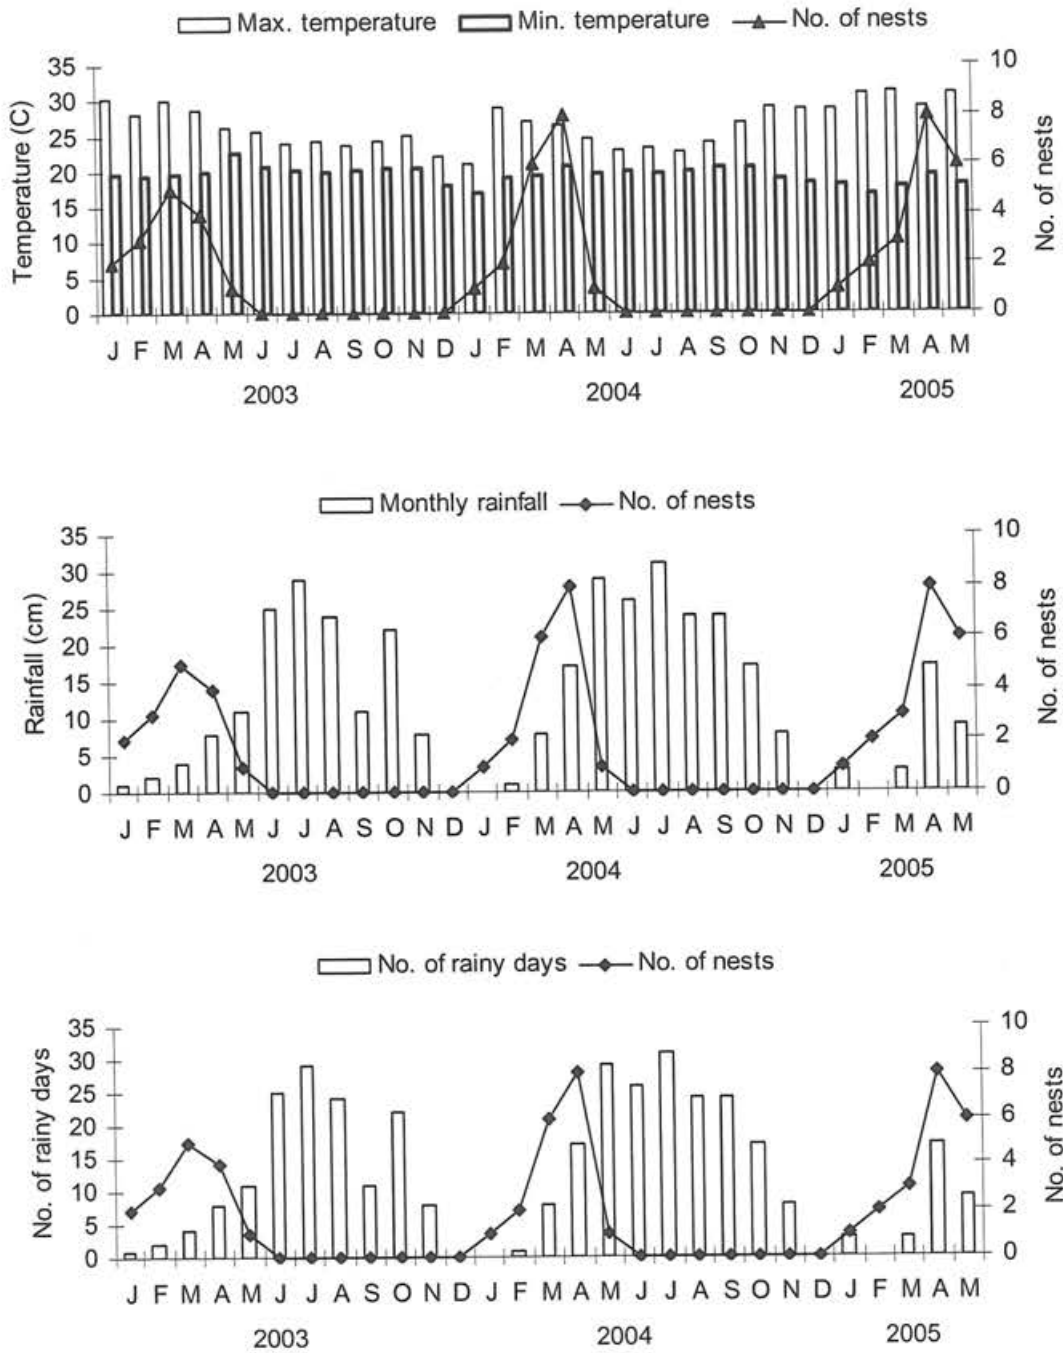 Max. temperature Min. temperature No. of nests
35
30
25
20
15
10
5
0
Temperature (C)
10
8
6
4
2
0
No. of nests
J F M A M J J A S O N D J F M A M J J A S O N D J F M A M
2003 2004 2005
Monthly rainfall No. of nests
35
30
25
20
15
10
5
0
Rainfall (cm)
10
8
6
4
2
0
No. of nests
J F M A M J J A S O N D J F M A M J J A S O N D J F M A M
2003 2004 2005
No. of rainy days No. of nests
35
30
25
20
15
10
5
0
No. of rainy days
10
8
6
4
2
0
No. of nests
J F M A M J J A S O N D J F M A M J J A S O N D J F M A M
2003 2004 2005